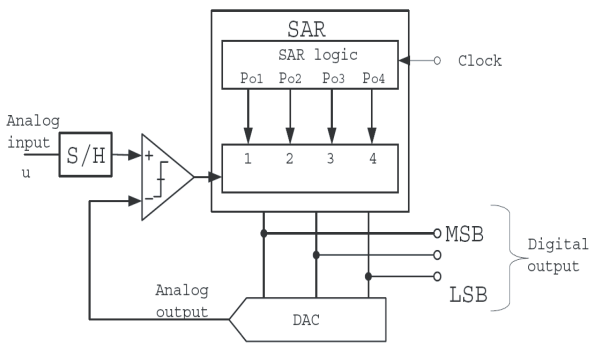 SAR
SAR logic
Po1 Po2 Po3 Po4
Clock
Analog
input
u
S/H
+
−
1 2 3 4
MSB
LSB
Digital
output
Analog
output
DAC